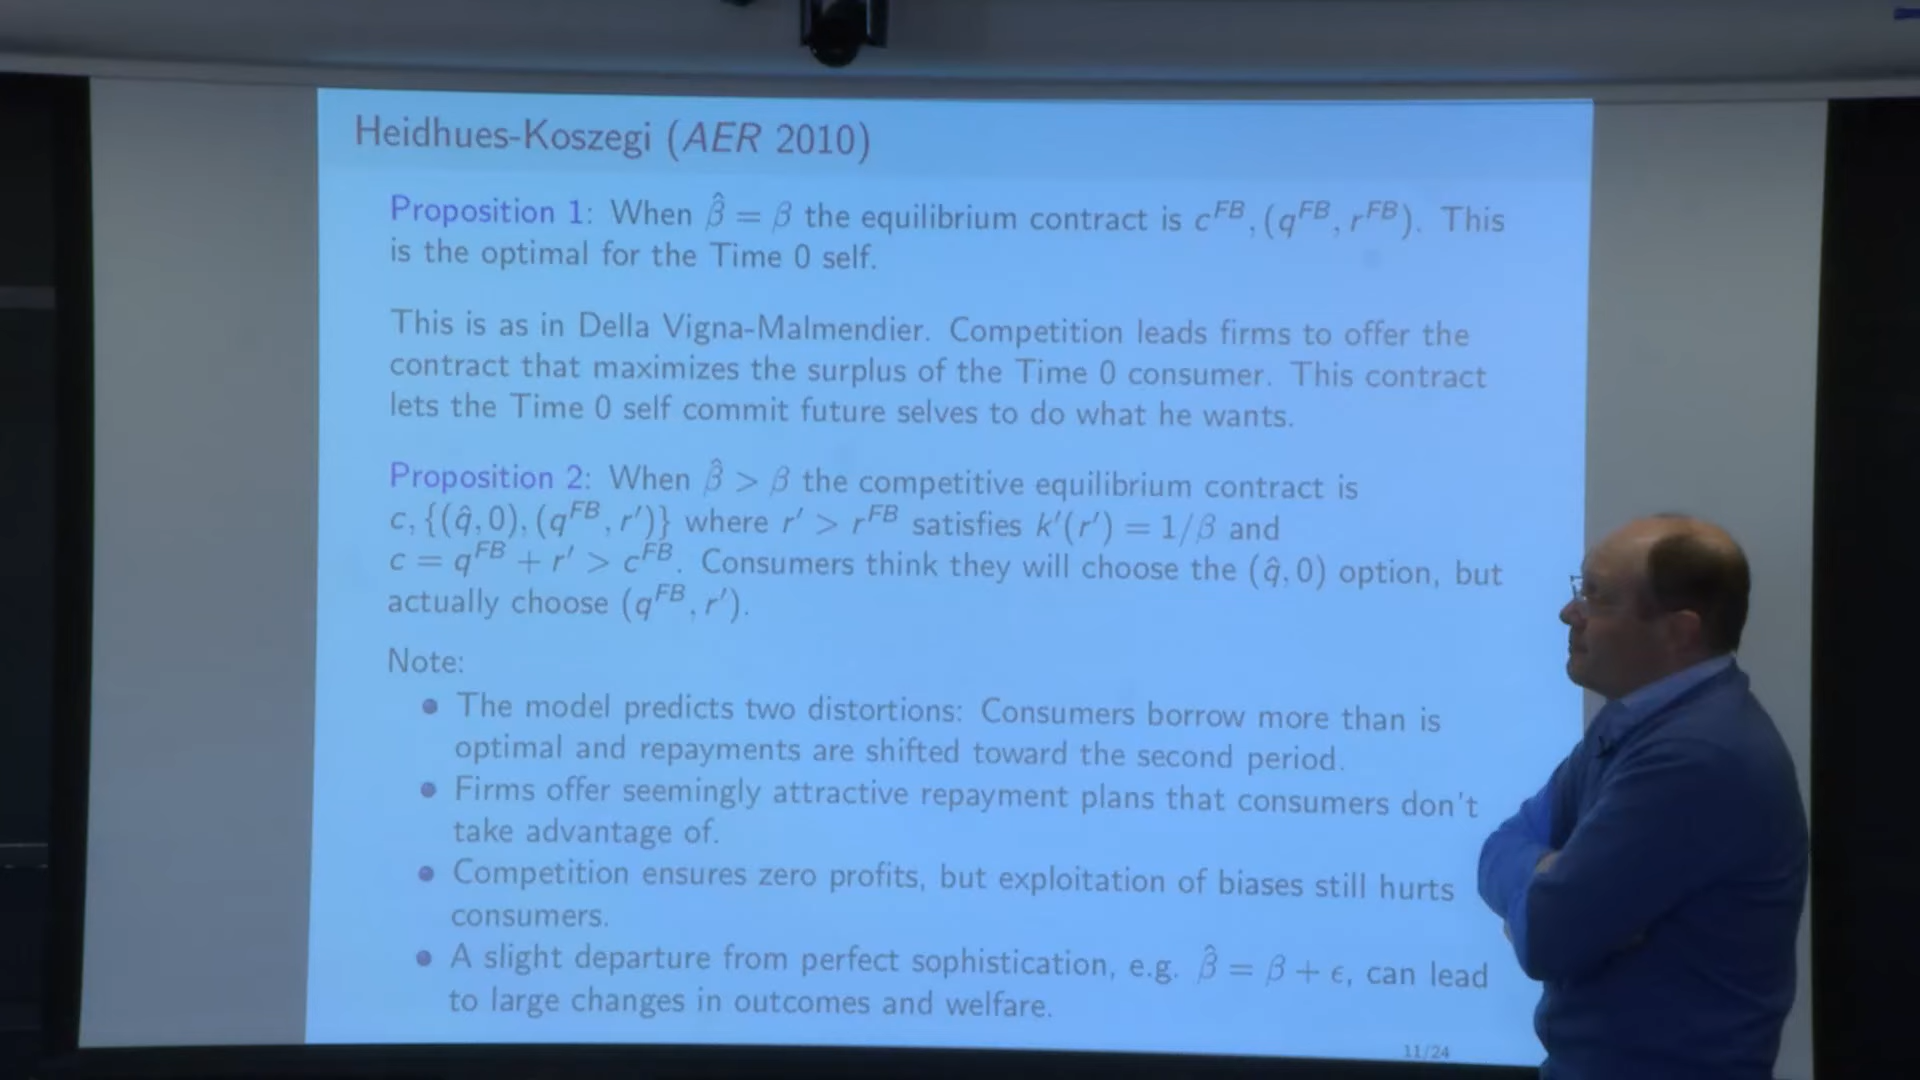 Heidhues-Koszegi (AER 2010)
Proposition 1: When β̂ = β the equilibrium contract is c^FB, (q^FB, r^FB). This
is the optimal for the Time 0 self.
This is as in Della Vigna-Malmendier. Competition leads firms to offer the
contract that maximizes the surplus of the Time 0 consumer. This contract
lets the Time 0 self commit future selves to do what he wants.
Proposition 2: When β̂ > β the competitive equilibrium contract is
c, {(q̂, 0), (q^FB, r′)} where r′ > r^FB satisfies k′(r′) = 1/β and
c = q^FB + r′ > c^FB. Consumers think they will choose the (q̂, 0) option, but
actually choose (q^FB, r′).
Note:
• The model predicts two distortions: Consumers borrow more than is
optimal and repayments are shifted toward the second period.
• Firms offer seemingly attractive repayment plans that consumers don't
take advantage of.
• Competition ensures zero profits, but exploitation of biases still hurts
consumers.
• A slight departure from perfect sophistication, e.g. β̂ = β + ϵ, can lead
to large changes in outcomes and welfare.
11/24